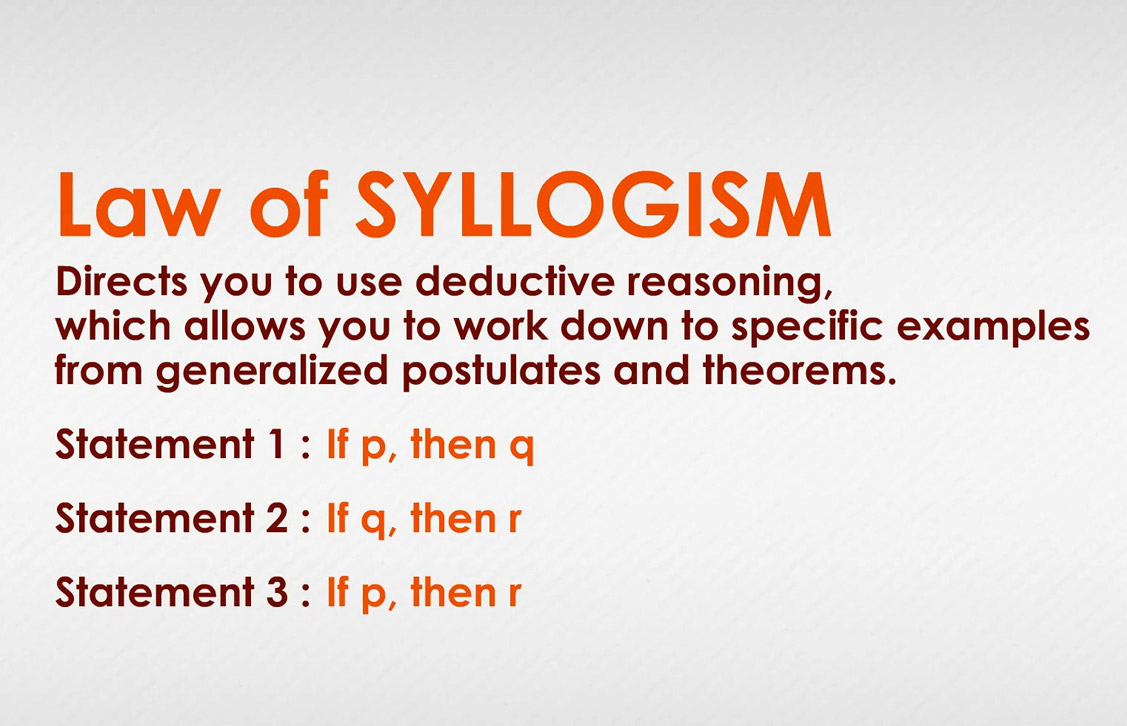 Law of SYLLOGISM
Directs you to use deductive reasoning,
which allows you to work down to specific examples
from generalized postulates and theorems.
Statement 1 : If p, then q
Statement 2 : If q, then r
Statement 3 : If p, then r